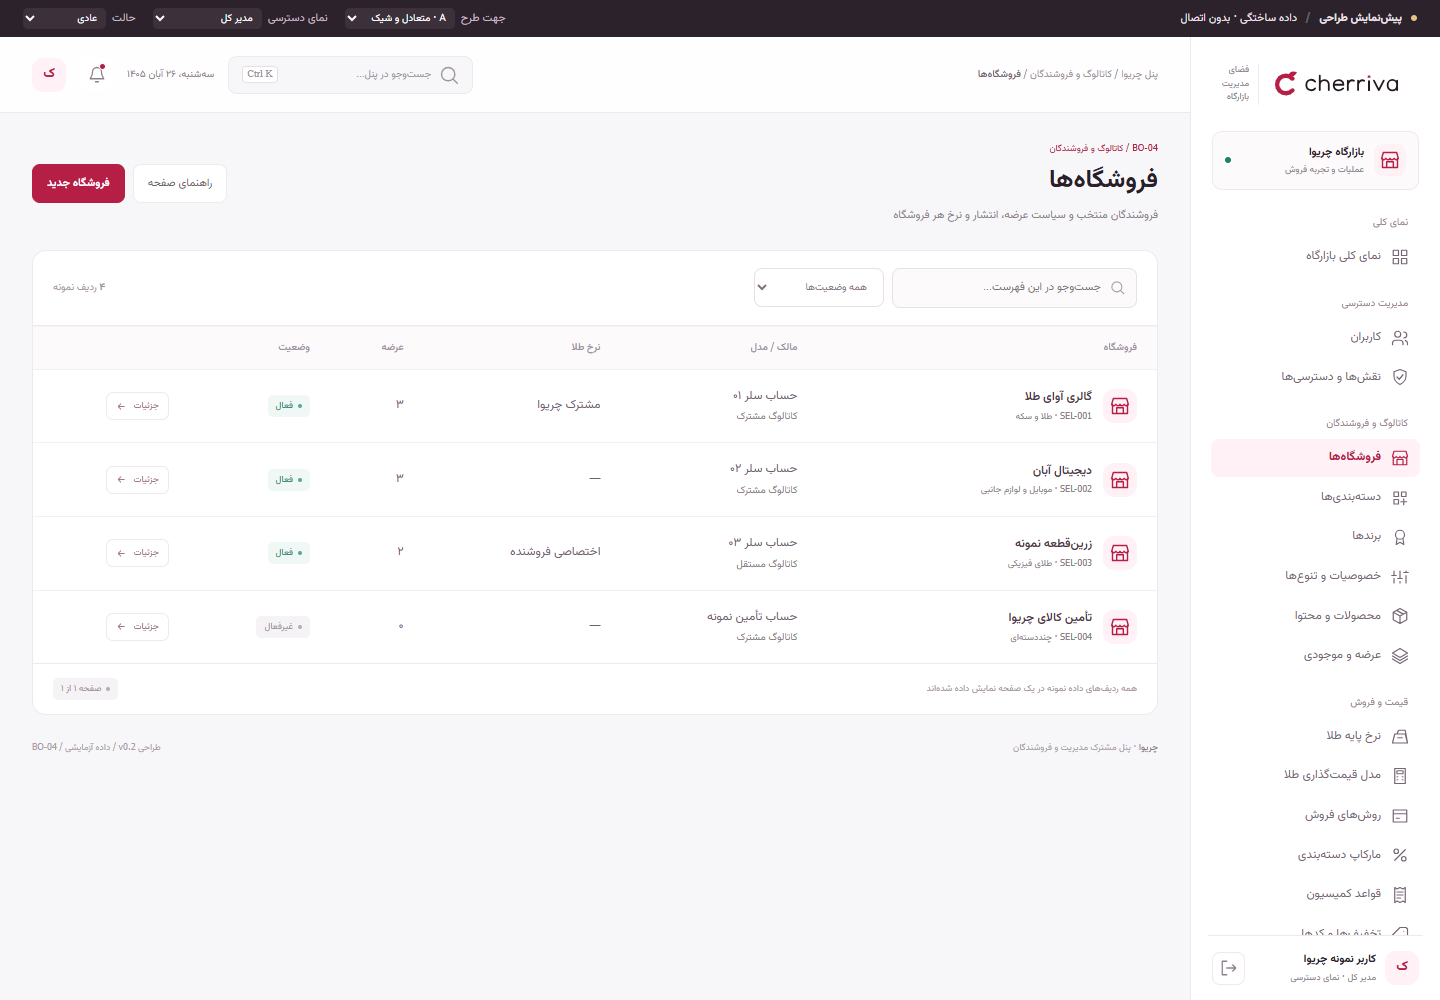 پیش‌نمایش طراحی / داده ساختگی • بدون اتصال
جهت طرح A • متعادل و شیک نمای دسترسی مدیر کل حالت عادی
cherriva
فضای مدیریت بازارگاه
بازارگاه چریوا
عملیات و تجربه فروش
نمای کلی
نمای کلی بازارگاه
مدیریت دسترسی
کاربران
نقش‌ها و دسترسی‌ها
کاتالوگ و فروشندگان
فروشگاه‌ها
دسته‌بندی‌ها
برندها
خصوصیات و تنوع‌ها
محصولات و محتوا
عرضه و موجودی
قیمت و فروش
نرخ پایه طلا
مدل قیمت‌گذاری طلا
روش‌های فروش
مارکاپ دسته‌بندی
قواعد کمیسیون
تخفیف‌ها و کدها
ک
کاربر نمونه چریوا
مدیر کل • نمای دسترسی
پنل چریوا / کاتالوگ و فروشندگان / فروشگاه‌ها
جست‌وجو در پنل... Ctrl K
سه‌شنبه، ۲۶ آبان ۱۴۰۵
ک
BO-04 / کاتالوگ و فروشندگان
فروشگاه‌ها
فروشندگان منتخب و سیاست عرضه، انتشار و نرخ هر فروشگاه
راهنمای صفحه
فروشگاه جدید
جست‌وجو در این فهرست...
همه وضعیت‌ها
۴ ردیف نمونه
فروشگاه مالک / مدل نرخ طلا عرضه وضعیت
گالری آوای طلا
SEL-001 • طلا و سکه
حساب سلر ۰۱
کاتالوگ مشترک
مشترک چریوا
۳
فعال
جزئیات ←
دیجیتال آبان
SEL-002 • موبایل و لوازم جانبی
حساب سلر ۰۲
کاتالوگ مشترک
—
۳
فعال
جزئیات ←
زرین‌قطعه نمونه
SEL-003 • طلای فیزیکی
حساب سلر ۰۳
کاتالوگ مستقل
اختصاصی فروشنده
۲
فعال
جزئیات ←
تأمین کالای چریوا
SEL-004 • چنددسته‌ای
حساب تأمین نمونه
کاتالوگ مشترک
—
۰
غیرفعال
جزئیات ←
همه ردیف‌های داده نمونه در یک صفحه نمایش داده شده‌اند
صفحه ۱ از ۱
چریوا • پنل مشترک مدیریت و فروشندگان
طراحی v0.2 / داده آزمایشی / BO-04